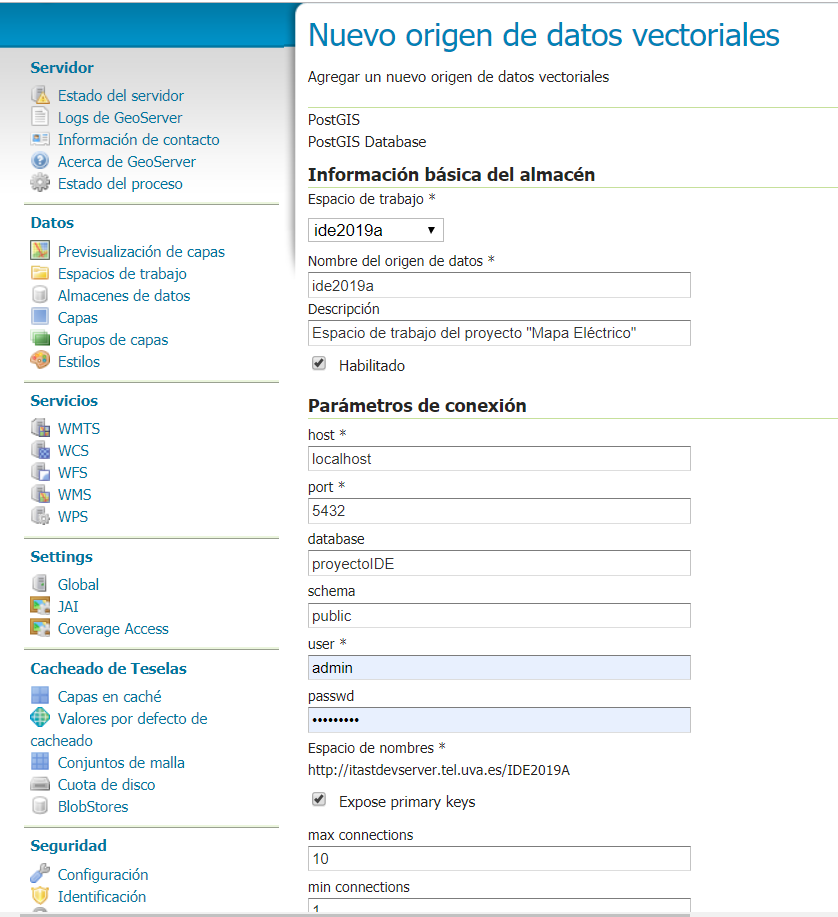 Servidor
Estado del servidor
Logs de GeoServer
Información de contacto
Acerca de GeoServer
Estado del proceso
Datos
Previsualización de capas
Espacios de trabajo
Almacenes de datos
Capas
Grupos de capas
Estilos
Servicios
WMTS
WCS
WFS
WMS
WPS
Settings
Global
JAI
Coverage Access
Cacheado de Teselas
Capas en caché
Valores por defecto de
cacheado
Conjuntos de malla
Cuota de disco
BlobStores
Seguridad
Configuración
Identificación
Nuevo origen de datos vectoriales
Agregar un nuevo origen de datos vectoriales
PostGIS
PostGIS Database
Información básica del almacén
Espacio de trabajo *
ide2019a
Nombre del origen de datos *
ide2019a
Descripción
Espacio de trabajo del proyecto "Mapa Eléctrico"
Habilitado
Parámetros de conexión
host *
localhost
port *
5432
database
proyectoIDE
schema
public
user *
admin
passwd
•••••••••
Espacio de nombres *
http://itastdevserver.tel.uva.es/IDE2019A
Expose primary keys
max connections
10
min connections
1